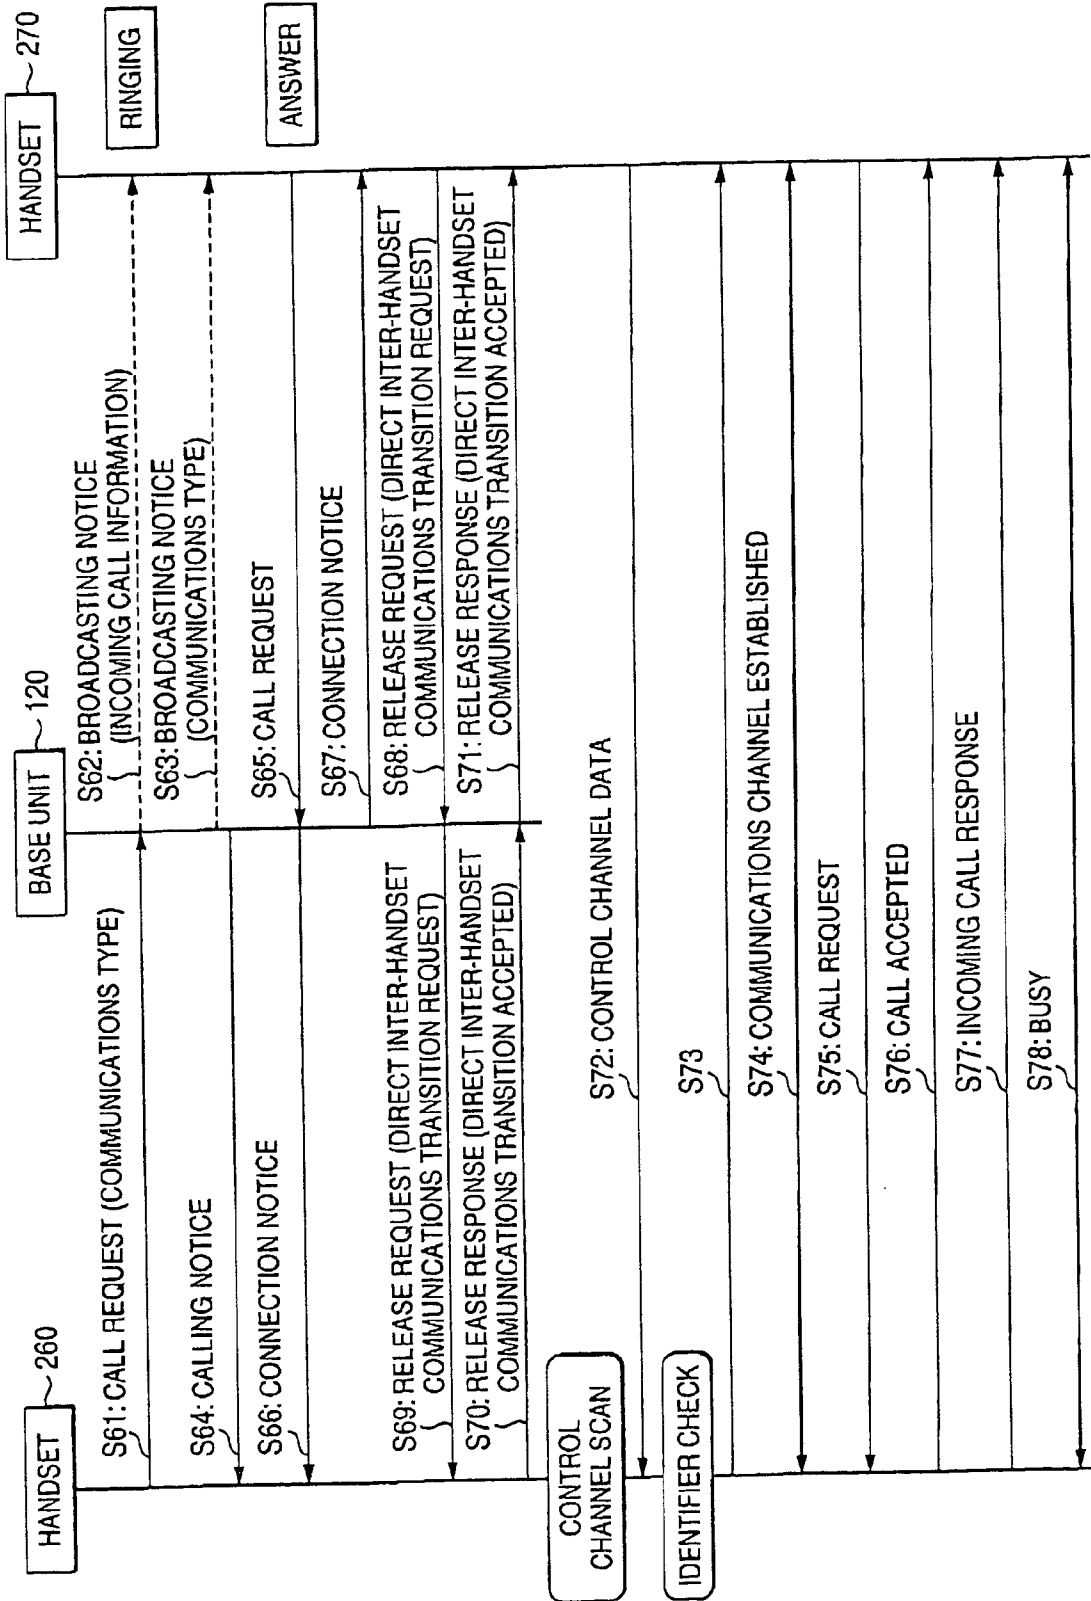 HANDSET
260
BASE UNIT
120
HANDSET
270
S61: CALL REQUEST (COMMUNICATIONS TYPE)
S62: BROADCASTING NOTICE
(INCOMING CALL INFORMATION)
RINGING
S63: BROADCASTING NOTICE
(COMMUNICATIONS TYPE)
S64: CALLING NOTICE
S65: CALL REQUEST
ANSWER
S66: CONNECTION NOTICE
S67: CONNECTION NOTICE
S68: RELEASE REQUEST (DIRECT INTER-HANDSET
COMMUNICATIONS TRANSITION REQUEST)
S69: RELEASE REQUEST (DIRECT INTER-HANDSET
COMMUNICATIONS TRANSITION REQUEST)
S70: RELEASE RESPONSE (DIRECT INTER-HANDSET
COMMUNICATIONS TRANSITION ACCEPTED)
S71: RELEASE RESPONSE (DIRECT INTER-HANDSET
COMMUNICATIONS TRANSITION ACCEPTED)
CONTROL
CHANNEL SCAN
S72: CONTROL CHANNEL DATA
IDENTIFIER CHECK
S73
S74: COMMUNICATIONS CHANNEL ESTABLISHED
S75: CALL REQUEST
S76: CALL ACCEPTED
S77: INCOMING CALL RESPONSE
S78: BUSY